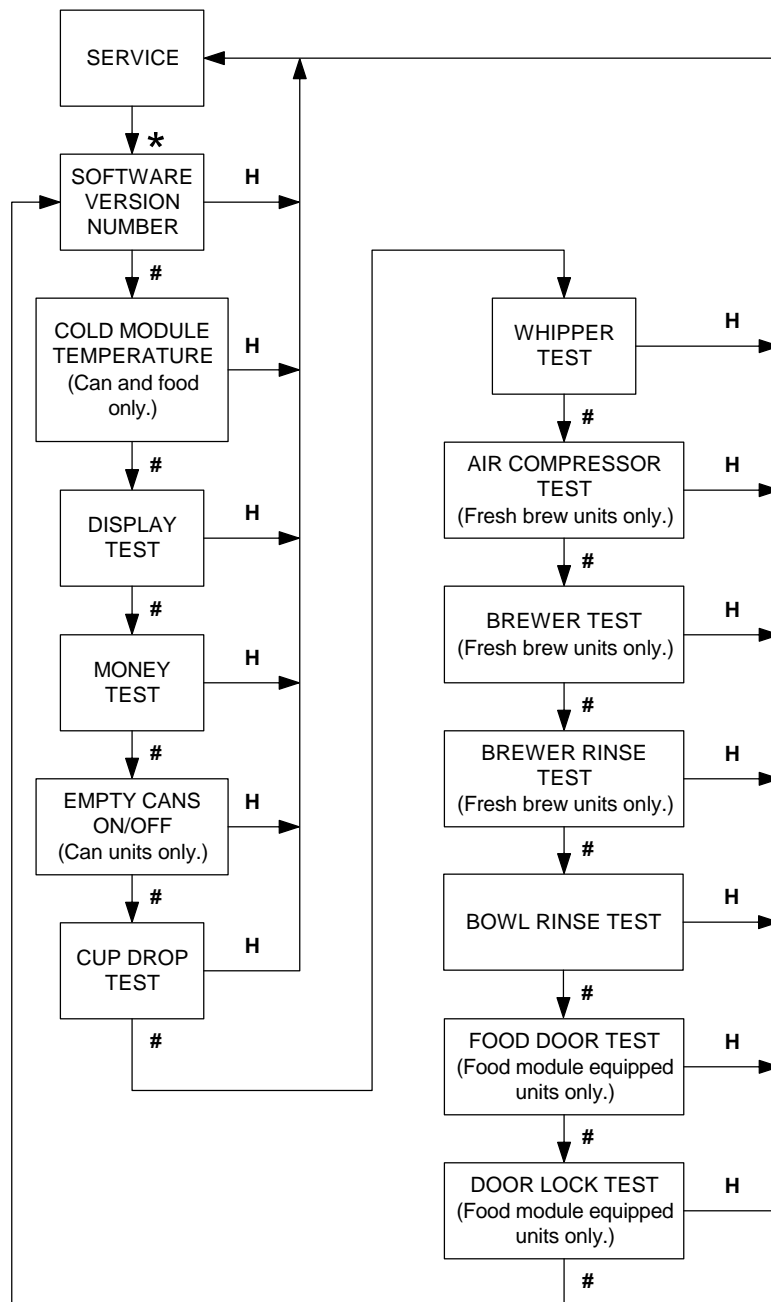 SERVICE
*
SOFTWARE
VERSION
NUMBER
H
#
COLD MODULE
TEMPERATURE
(Can and food
only.)
H
#
DISPLAY
TEST
H
#
MONEY
TEST
H
#
EMPTY CANS
ON/OFF
(Can units only.)
H
#
CUP DROP
TEST
H
#
WHIPPER
TEST
H
#
AIR COMPRESSOR
TEST
(Fresh brew units only.)
H
#
BREWER TEST
(Fresh brew units only.)
H
#
BREWER RINSE
TEST
(Fresh brew units only.)
H
#
BOWL RINSE TEST
H
#
FOOD DOOR TEST
(Food module equipped
units only.)
H
#
DOOR LOCK TEST
(Food module equipped
units only.)
H
#